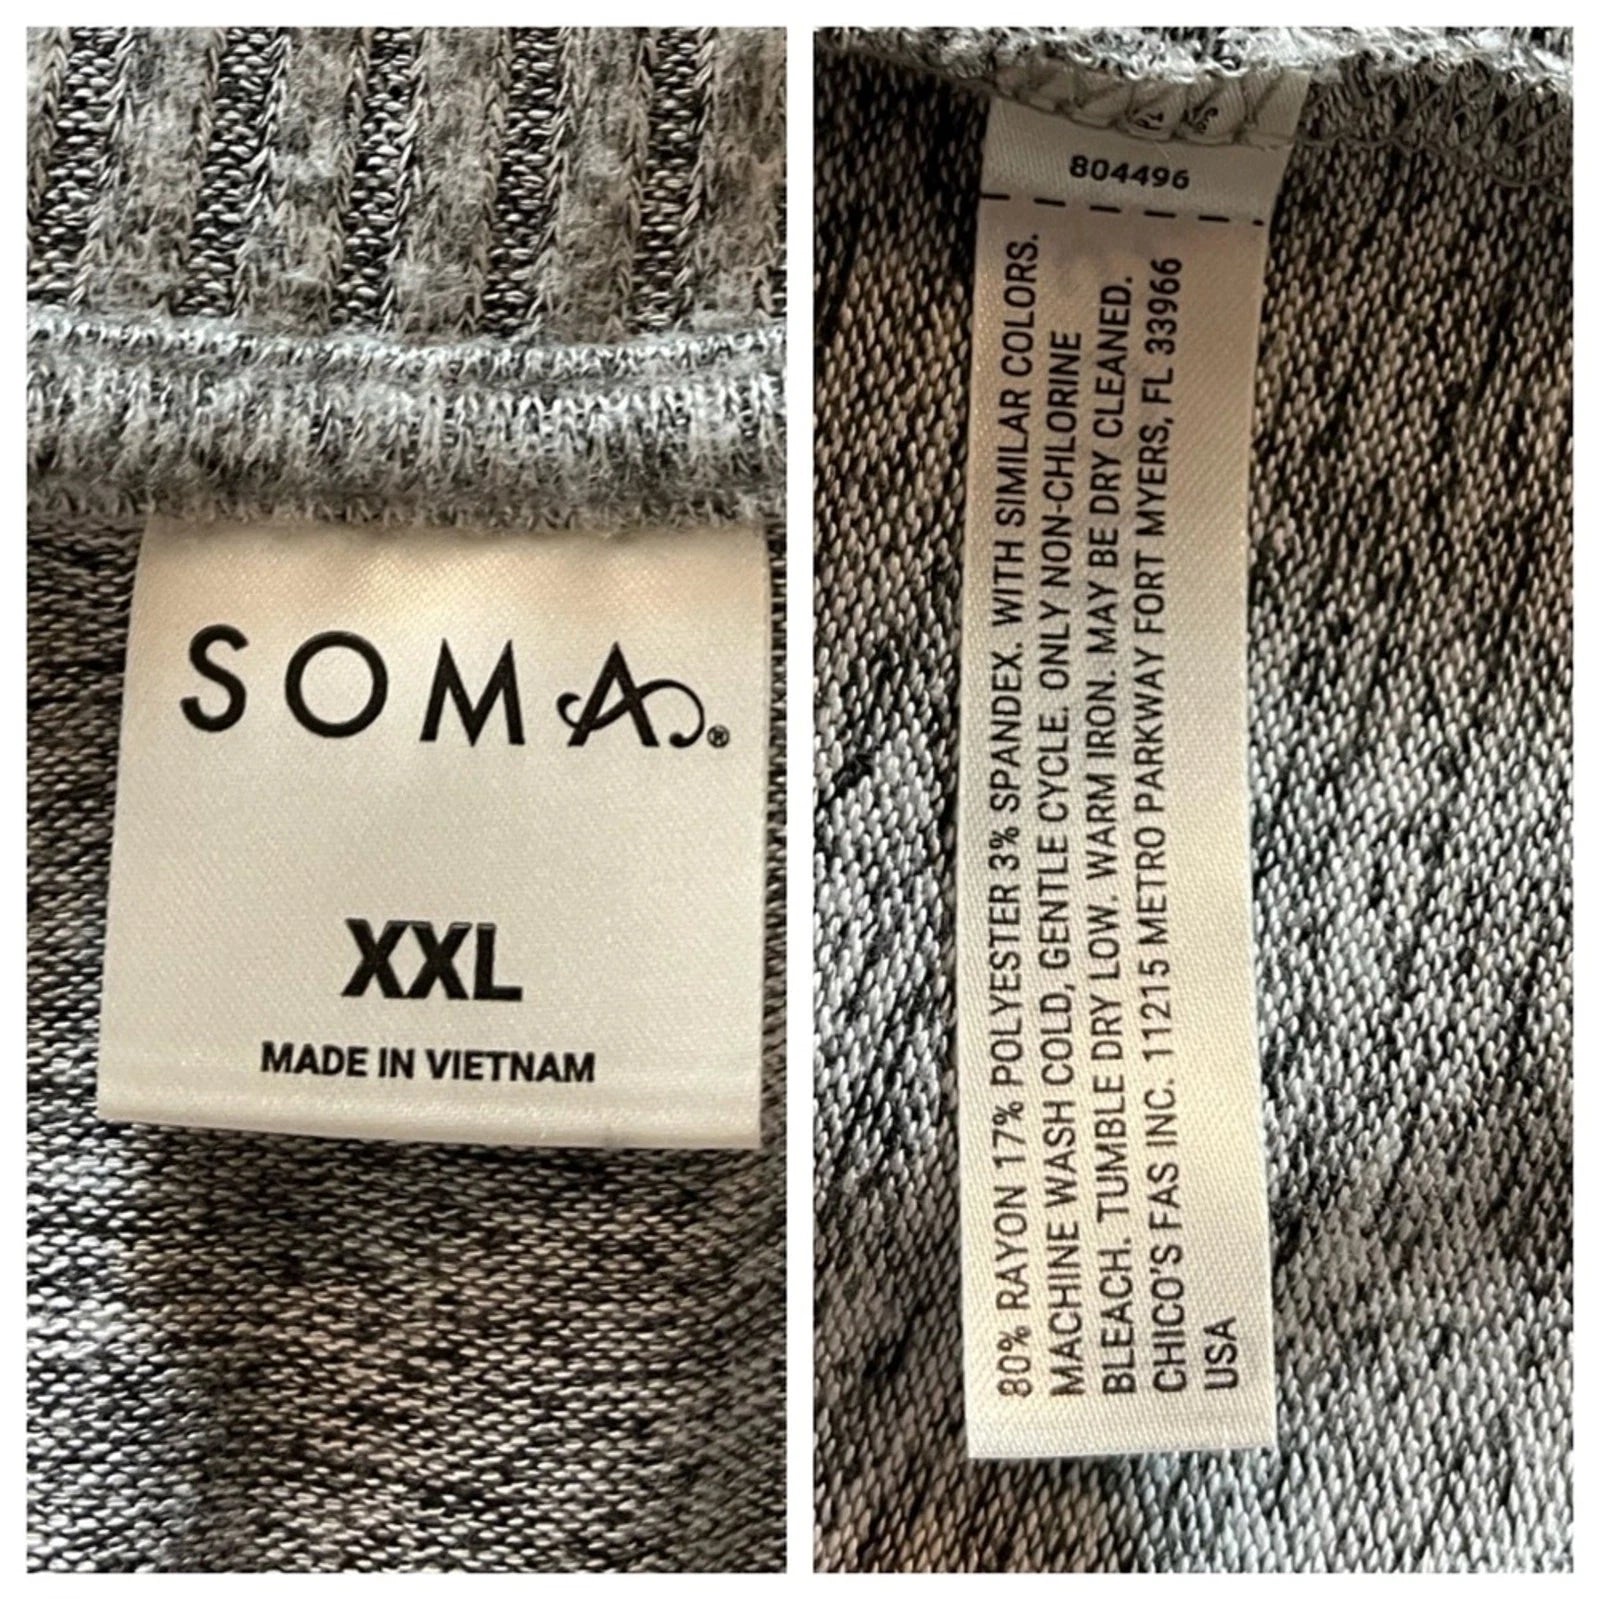 SOMA®
XXL
MADE IN VIETNAM
804496
80% RAYON 17% POLYESTER 3% SPANDEX. WITH SIMILAR COLORS.
MACHINE WASH COLD, GENTLE CYCLE. ONLY NON-CHLORINE
BLEACH. TUMBLE DRY LOW. WARM IRON. MAY BE DRY CLEANED.
CHICO'S FAS INC. 11215 METRO PARKWAY FORT MYERS, FL 33966
USA